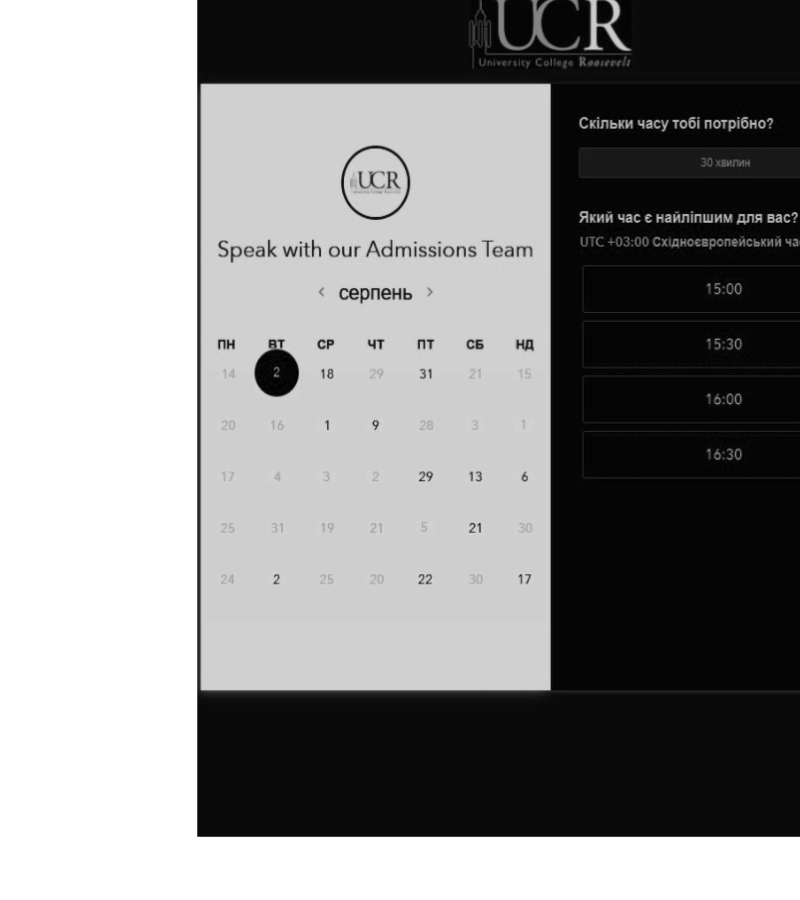 UCR
University College Roosevelt
UCR
Speak with our Admissions Team
‹ серпень ›
ПН ВТ СР ЧТ ПТ СБ НД
14 2 18 29 31 21 15
20 16 1 9 28 3 1
17 4 3 2 29 13 6
25 31 19 21 5 21 30
24 2 25 20 22 30 17
Скільки часу тобі потрібно?
30 хвилин
Який час є найліпшим для вас?
UTC +03:00 Східноєвропейський ча
15:00
15:30
16:00
16:30